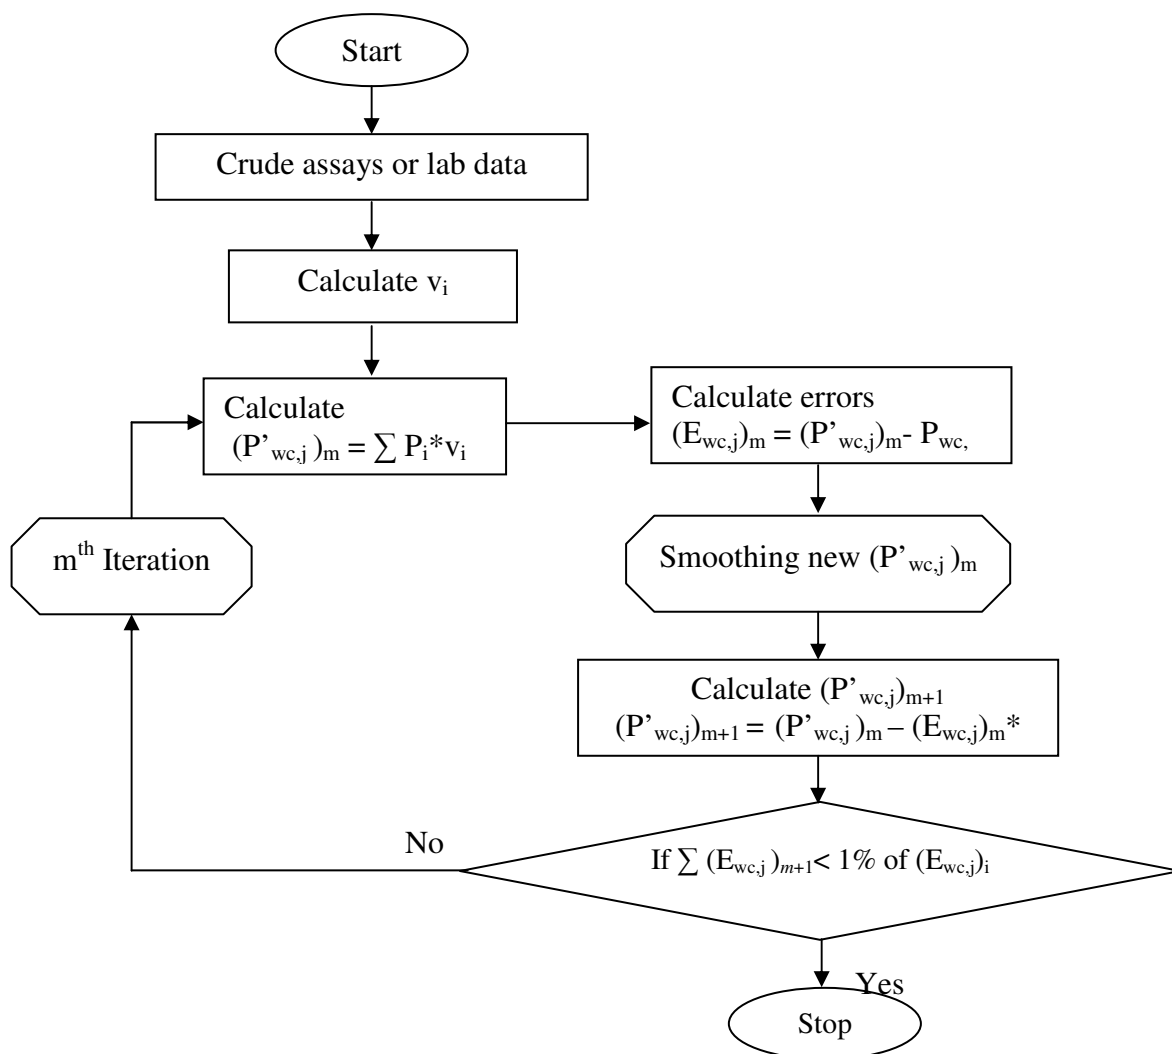 Start
Crude assays or lab data
Calculate vᵢ
Calculate
(P’wc,j )m = ∑ Pi*vi
Calculate errors
(Ewc,j)m = (P’wc,j)m- Pwc,
mth Iteration
Smoothing new (P’wc,j )m
Calculate (P’wc,j)m+1
(P’wc,j)m+1 = (P’wc,j )m – (Ewc,j)m*
No
If ∑ (Ewc,j )m+1< 1% of (Ewc,j)i
Yes
Stop